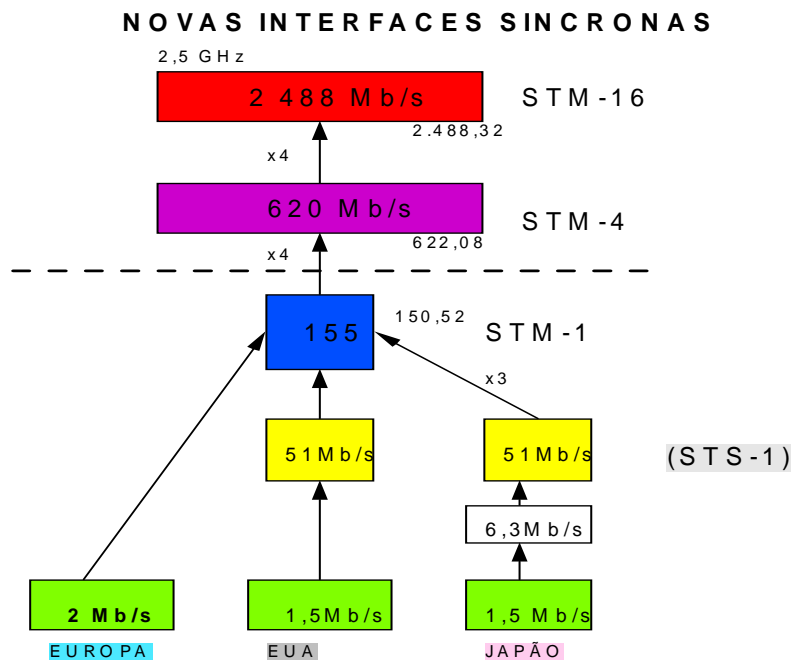 NOVAS INTERFACES SINCRONAS
2,5 GHz
2 488 Mb/s
STM-16
2.488,32
x4
620 Mb/s
STM-4
622,08
x4
155
150,52
STM-1
x3
51Mb/s
51Mb/s
(STS-1)
6,3Mb/s
2 Mb/s
1,5Mb/s
1,5 Mb/s
EUROPA
EUA
JAPÃO